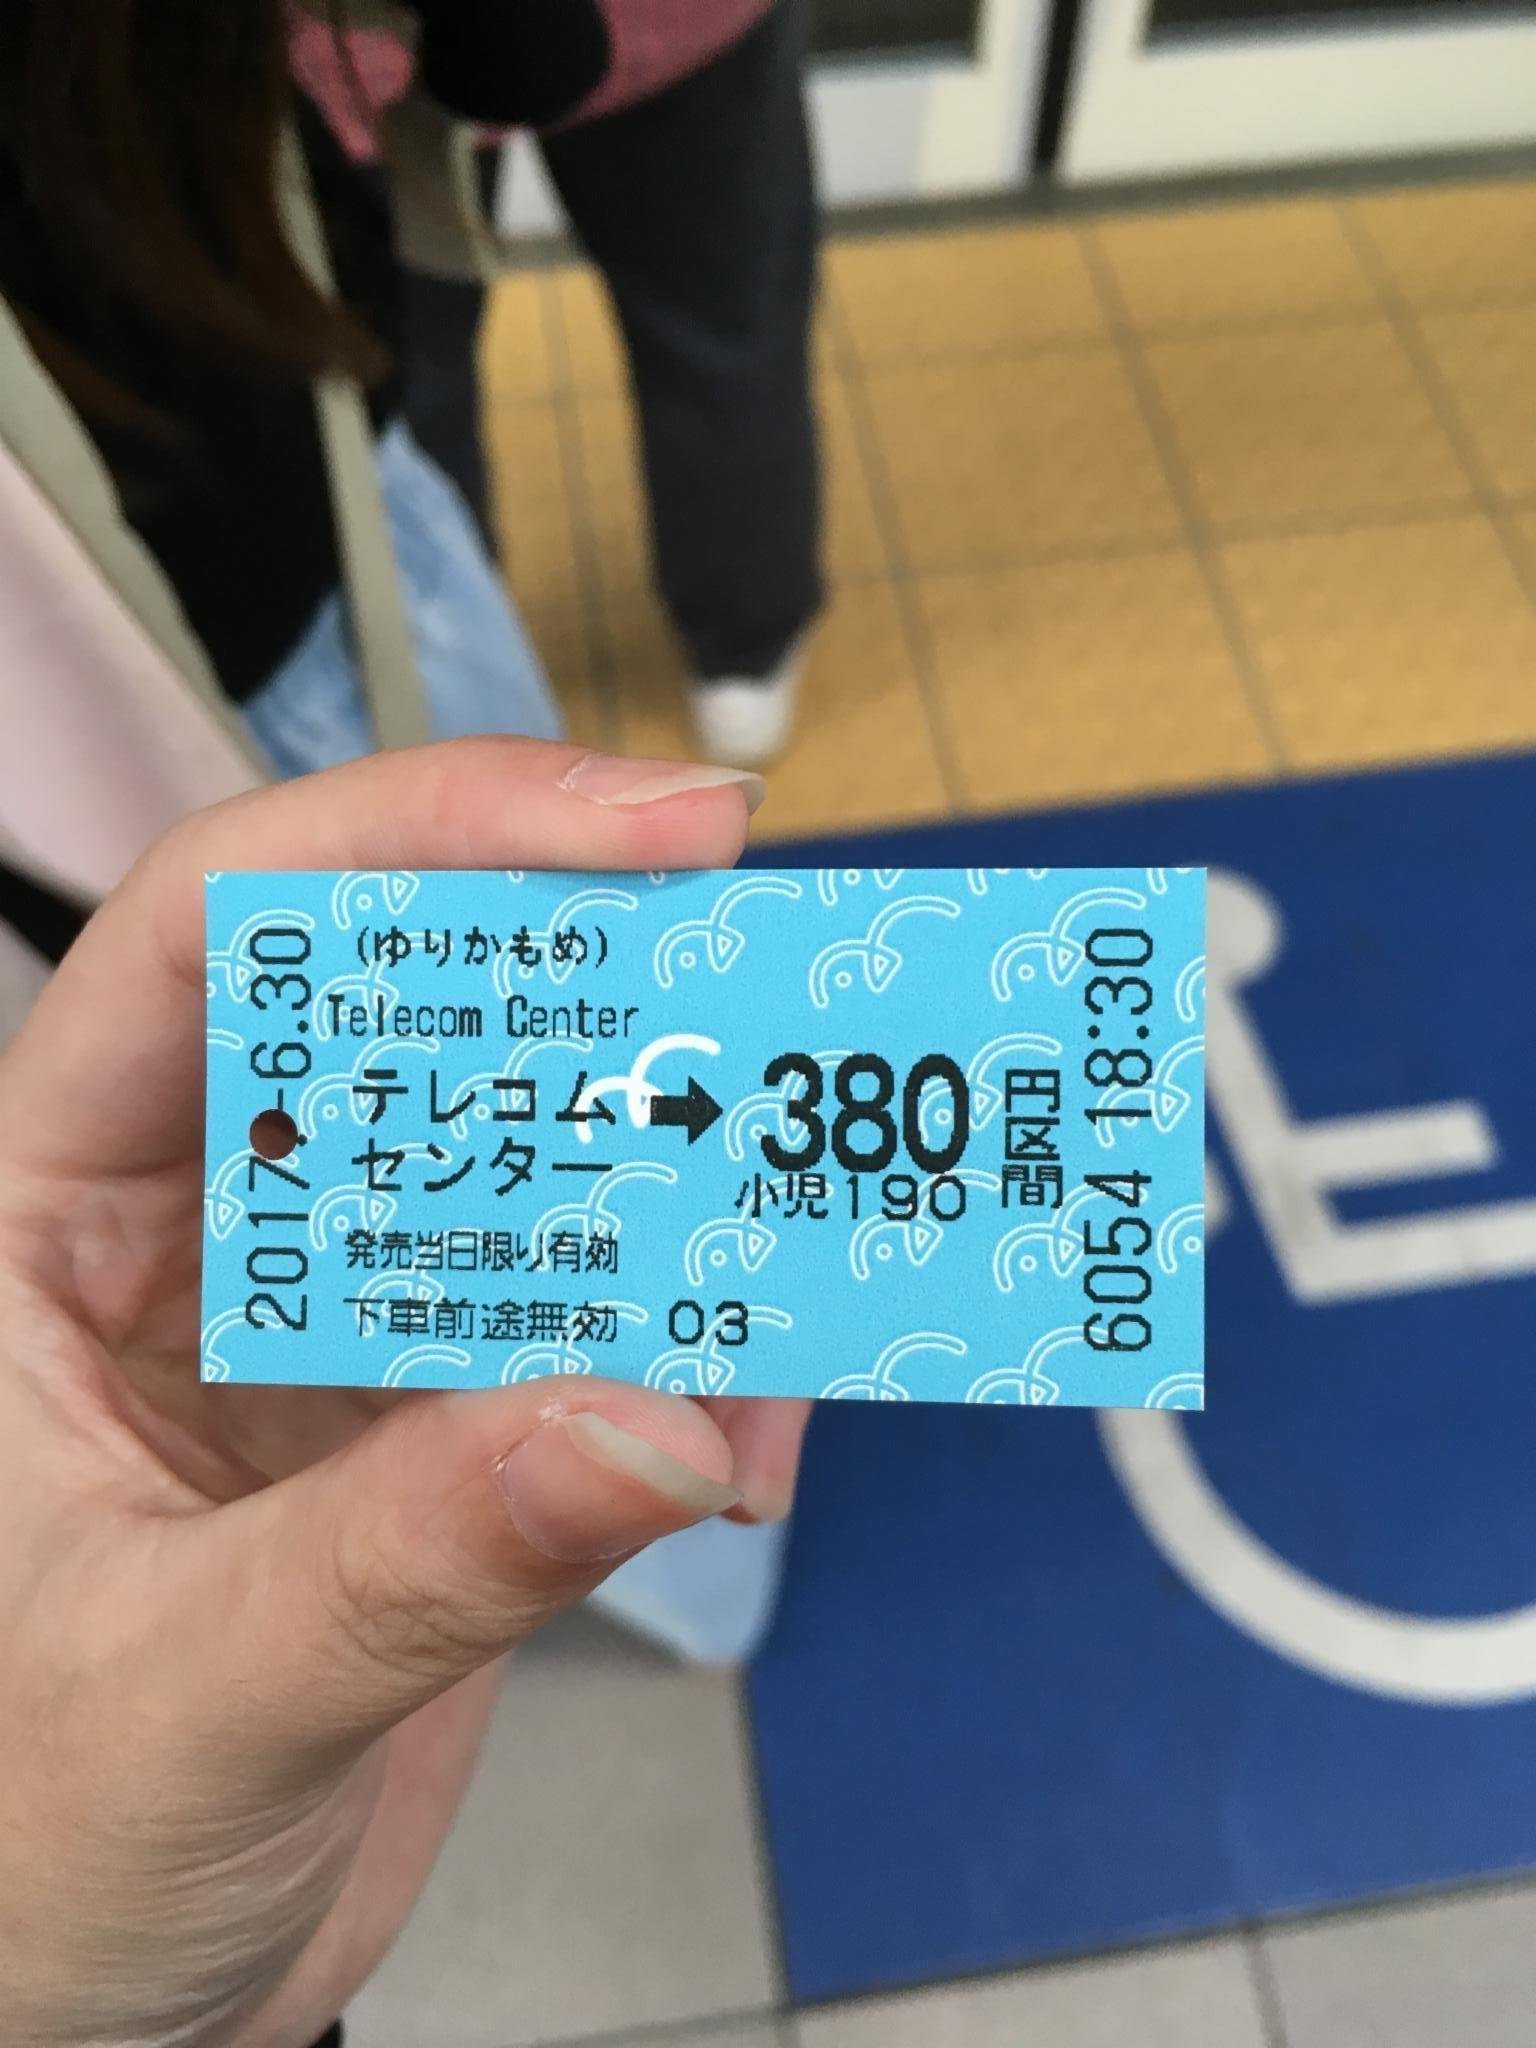 (ゆりかもめ)
Telecom Center
テレコム
センター
➡
380
円
区
間
小児190
発売当日限り有効
下車前途無効 03
2017.-6.30
6054 18:30